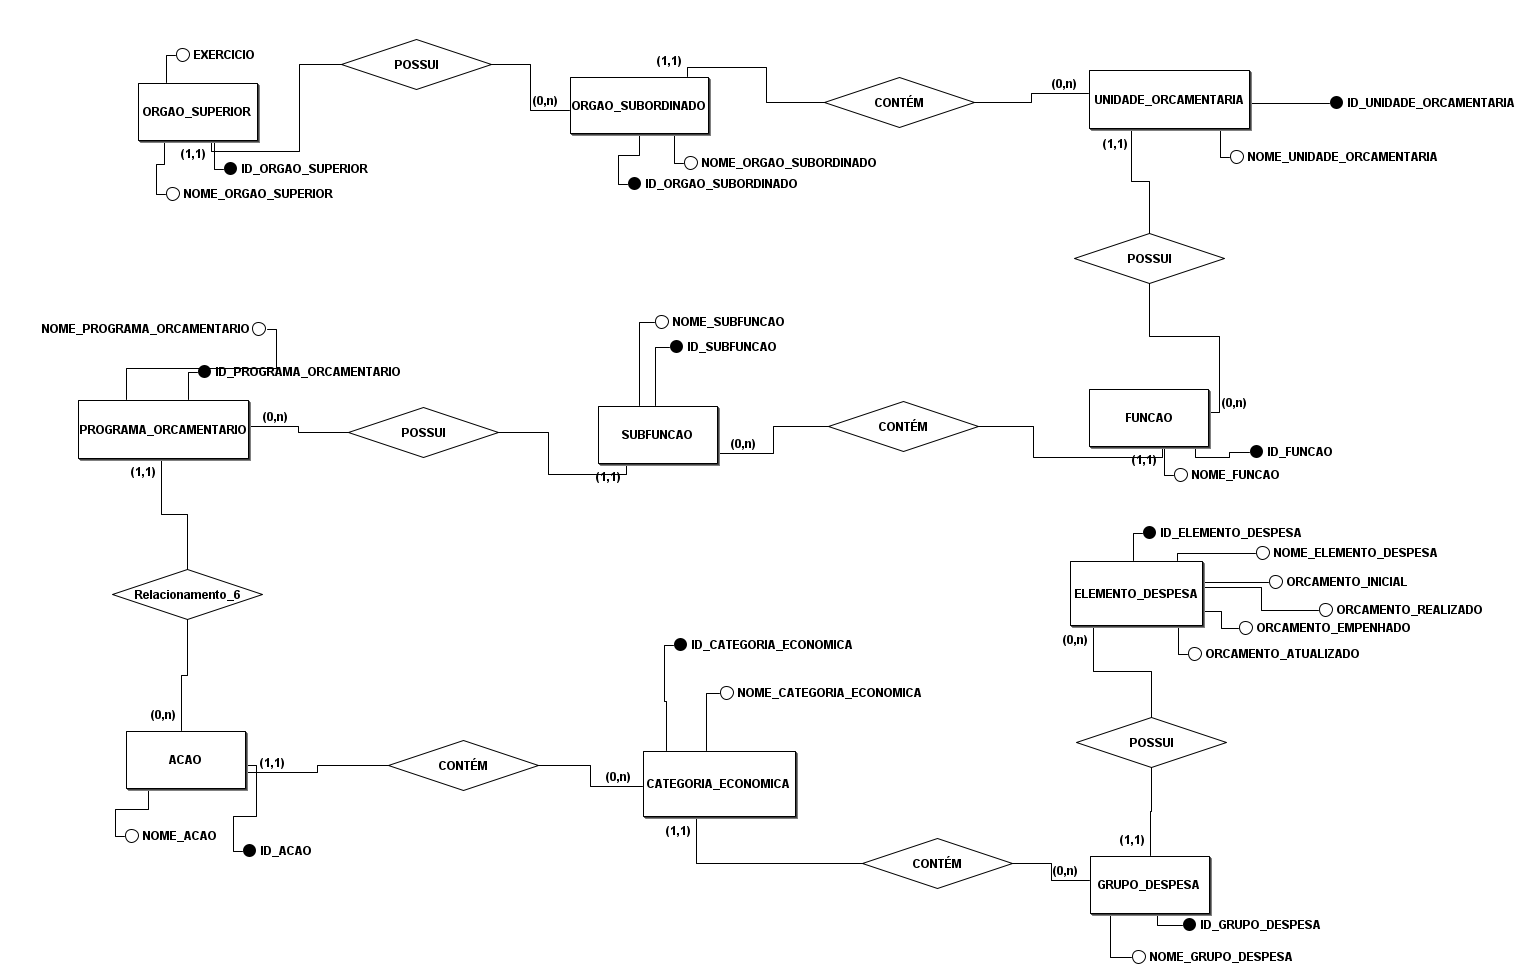 EXERCICIO
POSSUI
(1,1)
(0,n)
ORGAO_SUPERIOR
ORGAO_SUBORDINADO
CONTÉM
(0,n)
UNIDADE_ORCAMENTARIA
ID_UNIDADE_ORCAMENTARIA
(1,1)
(0,n)
(1,1)
ID_ORGAO_SUPERIOR
NOME_ORGAO_SUPERIOR
NOME_ORGAO_SUBORDINADO
ID_ORGAO_SUBORDINADO
NOME_UNIDADE_ORCAMENTARIA
POSSUI
NOME_PROGRAMA_ORCAMENTARIO
ID_PROGRAMA_ORCAMENTARIO
NOME_SUBFUNCAO
ID_SUBFUNCAO
PROGRAMA_ORCAMENTARIO
(0,n)
POSSUI
(1,1)
SUBFUNCAO
(0,n)
CONTÉM
(1,1)
FUNCAO
ID_FUNCAO
NOME_FUNCAO
(1,1)
Relacionamento_6
(0,n)
ID_ELEMENTO_DESPESA
NOME_ELEMENTO_DESPESA
ELEMENTO_DESPESA
ORCAMENTO_INICIAL
ORCAMENTO_REALIZADO
ORCAMENTO_EMPENHADO
ORCAMENTO_ATUALIZADO
(0,n)
POSSUI
(1,1)
ID_CATEGORIA_ECONOMICA
NOME_CATEGORIA_ECONOMICA
ACAO
(1,1)
CONTÉM
(0,n)
CATEGORIA_ECONOMICA
NOME_ACAO
ID_ACAO
(1,1)
CONTÉM
(0,n)
GRUPO_DESPESA
ID_GRUPO_DESPESA
NOME_GRUPO_DESPESA